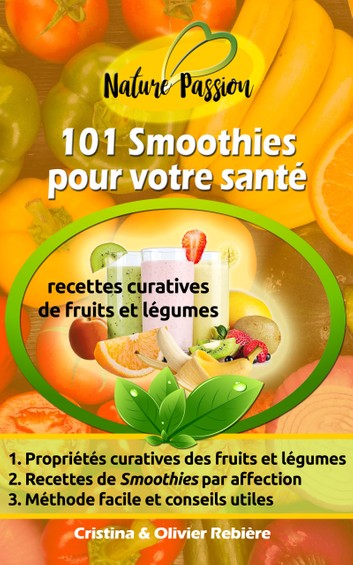 Nature Passion
101 Smoothies
pour votre santé
recettes curatives
de fruits et légumes
1. Propriétés curatives des fruits et légumes
2. Recettes de Smoothies par affection
3. Méthode facile et conseils utiles
Cristina & Olivier Rebière